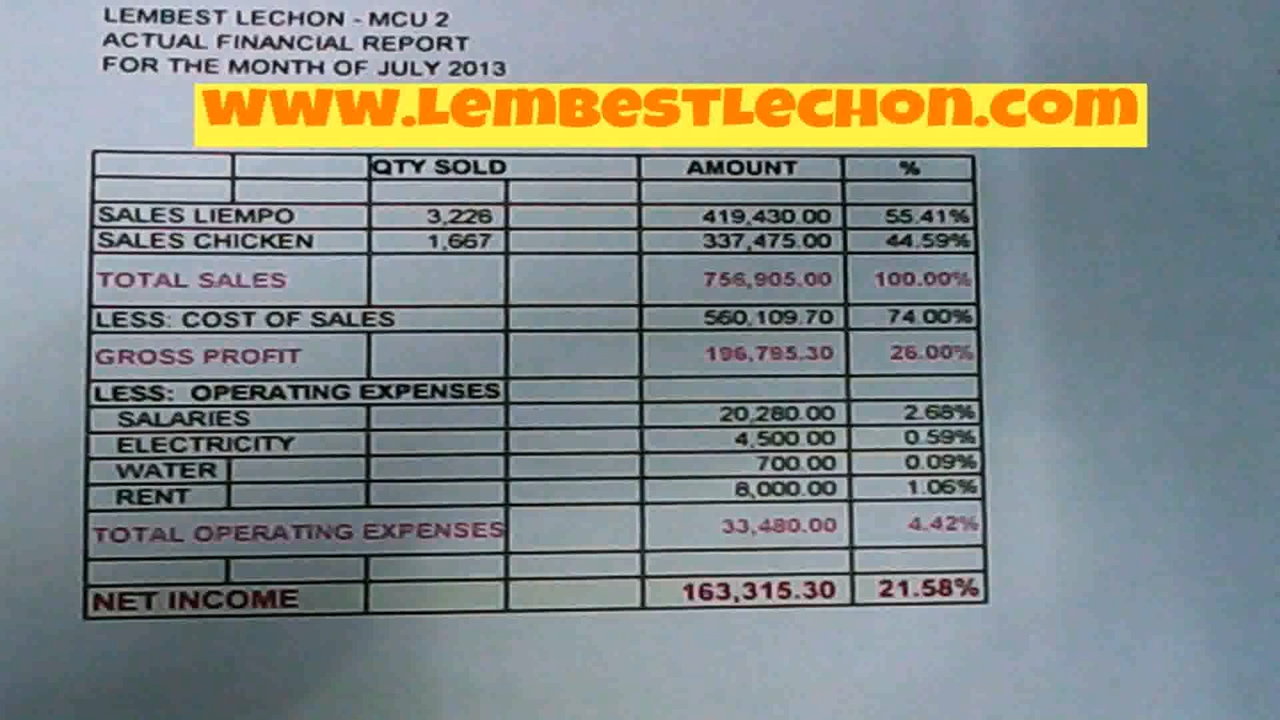 LEMBEST LECHON - MCU 2
ACTUAL FINANCIAL REPORT
FOR THE MONTH OF JULY 2013
www.LemBestLechon.com
QTY SOLD AMOUNT %
SALES LIEMPO 3,226 419,430.00 55.41%
SALES CHICKEN 1,667 337,475.00 44.59%
TOTAL SALES 756,905.00 100.00%
LESS: COST OF SALES 560,109.70 74.00%
GROSS PROFIT 196,795.30 26.00%
LESS: OPERATING EXPENSES
SALARIES 20,280.00 2.68%
ELECTRICITY 4,500.00 0.59%
WATER 700.00 0.09%
RENT 8,000.00 1.06%
TOTAL OPERATING EXPENSES 33,480.00 4.42%
NET INCOME 163,315.30 21.58%